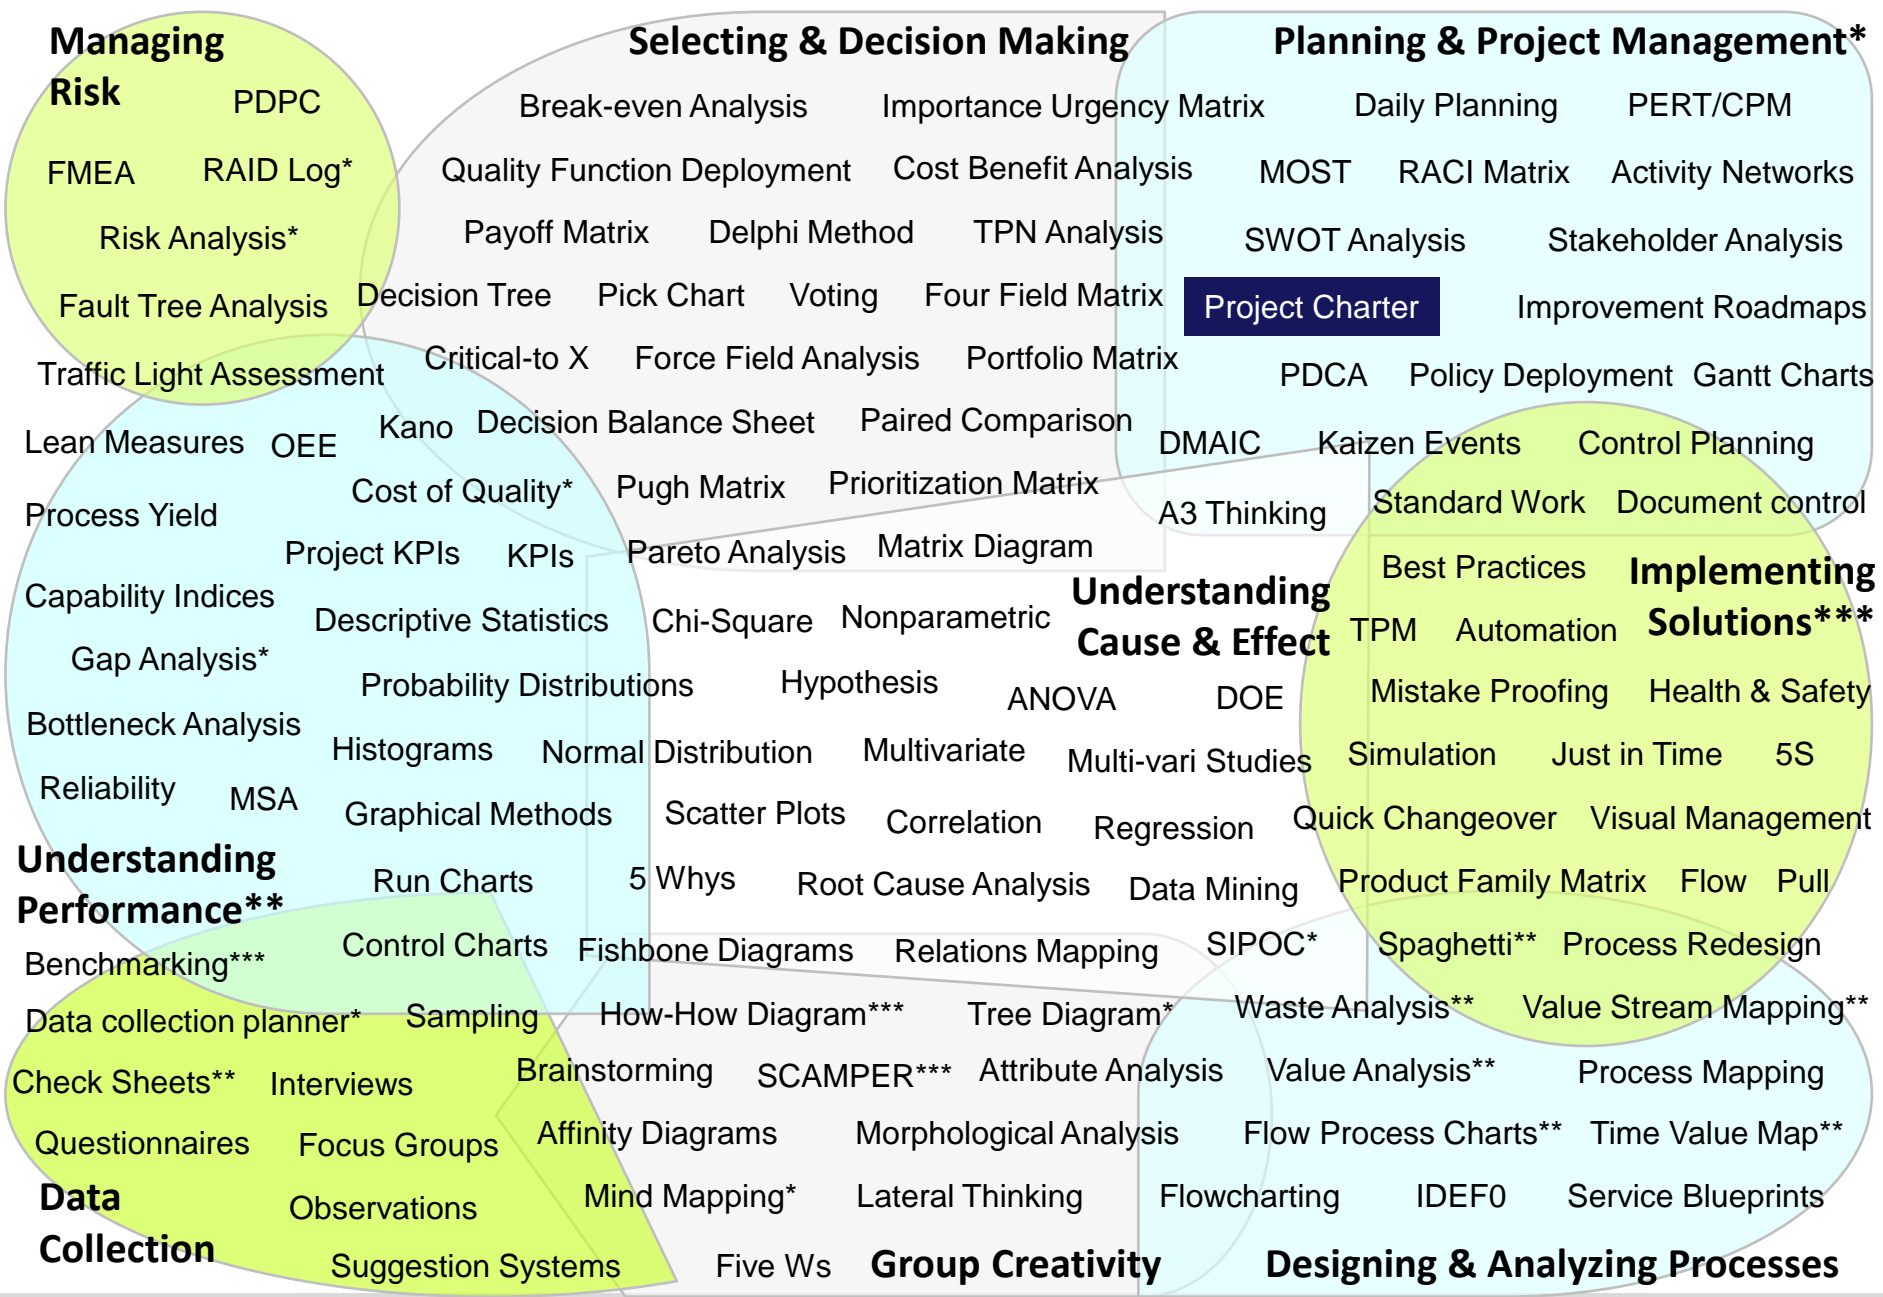 Managing
Risk
Selecting & Decision Making
Planning & Project Management*
PDPC
Break-even Analysis
Importance Urgency Matrix
Daily Planning
PERT/CPM
FMEA
RAID Log*
Quality Function Deployment
Cost Benefit Analysis
MOST
RACI Matrix
Activity Networks
Risk Analysis*
Payoff Matrix
Delphi Method
TPN Analysis
SWOT Analysis
Stakeholder Analysis
Fault Tree Analysis
Decision Tree
Pick Chart
Voting
Four Field Matrix
Project Charter
Improvement Roadmaps
Traffic Light Assessment
Critical-to X
Force Field Analysis
Portfolio Matrix
PDCA
Policy Deployment
Gantt Charts
Lean Measures
OEE
Kano
Decision Balance Sheet
Paired Comparison
DMAIC
Kaizen Events
Control Planning
Process Yield
Cost of Quality*
Pugh Matrix
Prioritization Matrix
A3 Thinking
Standard Work
Document control
Project KPIs
KPIs
Pareto Analysis
Matrix Diagram
Understanding
Cause & Effect
Best Practices
Implementing
Solutions***
Capability Indices
Descriptive Statistics
Chi-Square
Nonparametric
TPM
Automation
Gap Analysis*
Probability Distributions
Hypothesis
ANOVA
DOE
Mistake Proofing
Health & Safety
Bottleneck Analysis
Histograms
Normal Distribution
Multivariate
Multi-vari Studies
Simulation
Just in Time
5S
Reliability
MSA
Graphical Methods
Scatter Plots
Correlation
Regression
Quick Changeover
Visual Management
Understanding
Performance**
Run Charts
5 Whys
Root Cause Analysis
Data Mining
Product Family Matrix
Flow
Pull
Benchmarking***
Control Charts
Fishbone Diagrams
Relations Mapping
SIPOC*
Spaghetti**
Process Redesign
Data collection planner*
Sampling
How-How Diagram***
Tree Diagram*
Waste Analysis**
Value Stream Mapping**
Check Sheets**
Interviews
Brainstorming
SCAMPER***
Attribute Analysis
Value Analysis**
Process Mapping
Questionnaires
Focus Groups
Affinity Diagrams
Morphological Analysis
Flow Process Charts**
Time Value Map**
Data
Collection
Observations
Mind Mapping*
Lateral Thinking
Flowcharting
IDEF0
Service Blueprints
Suggestion Systems
Five Ws
Group Creativity
Designing & Analyzing Processes